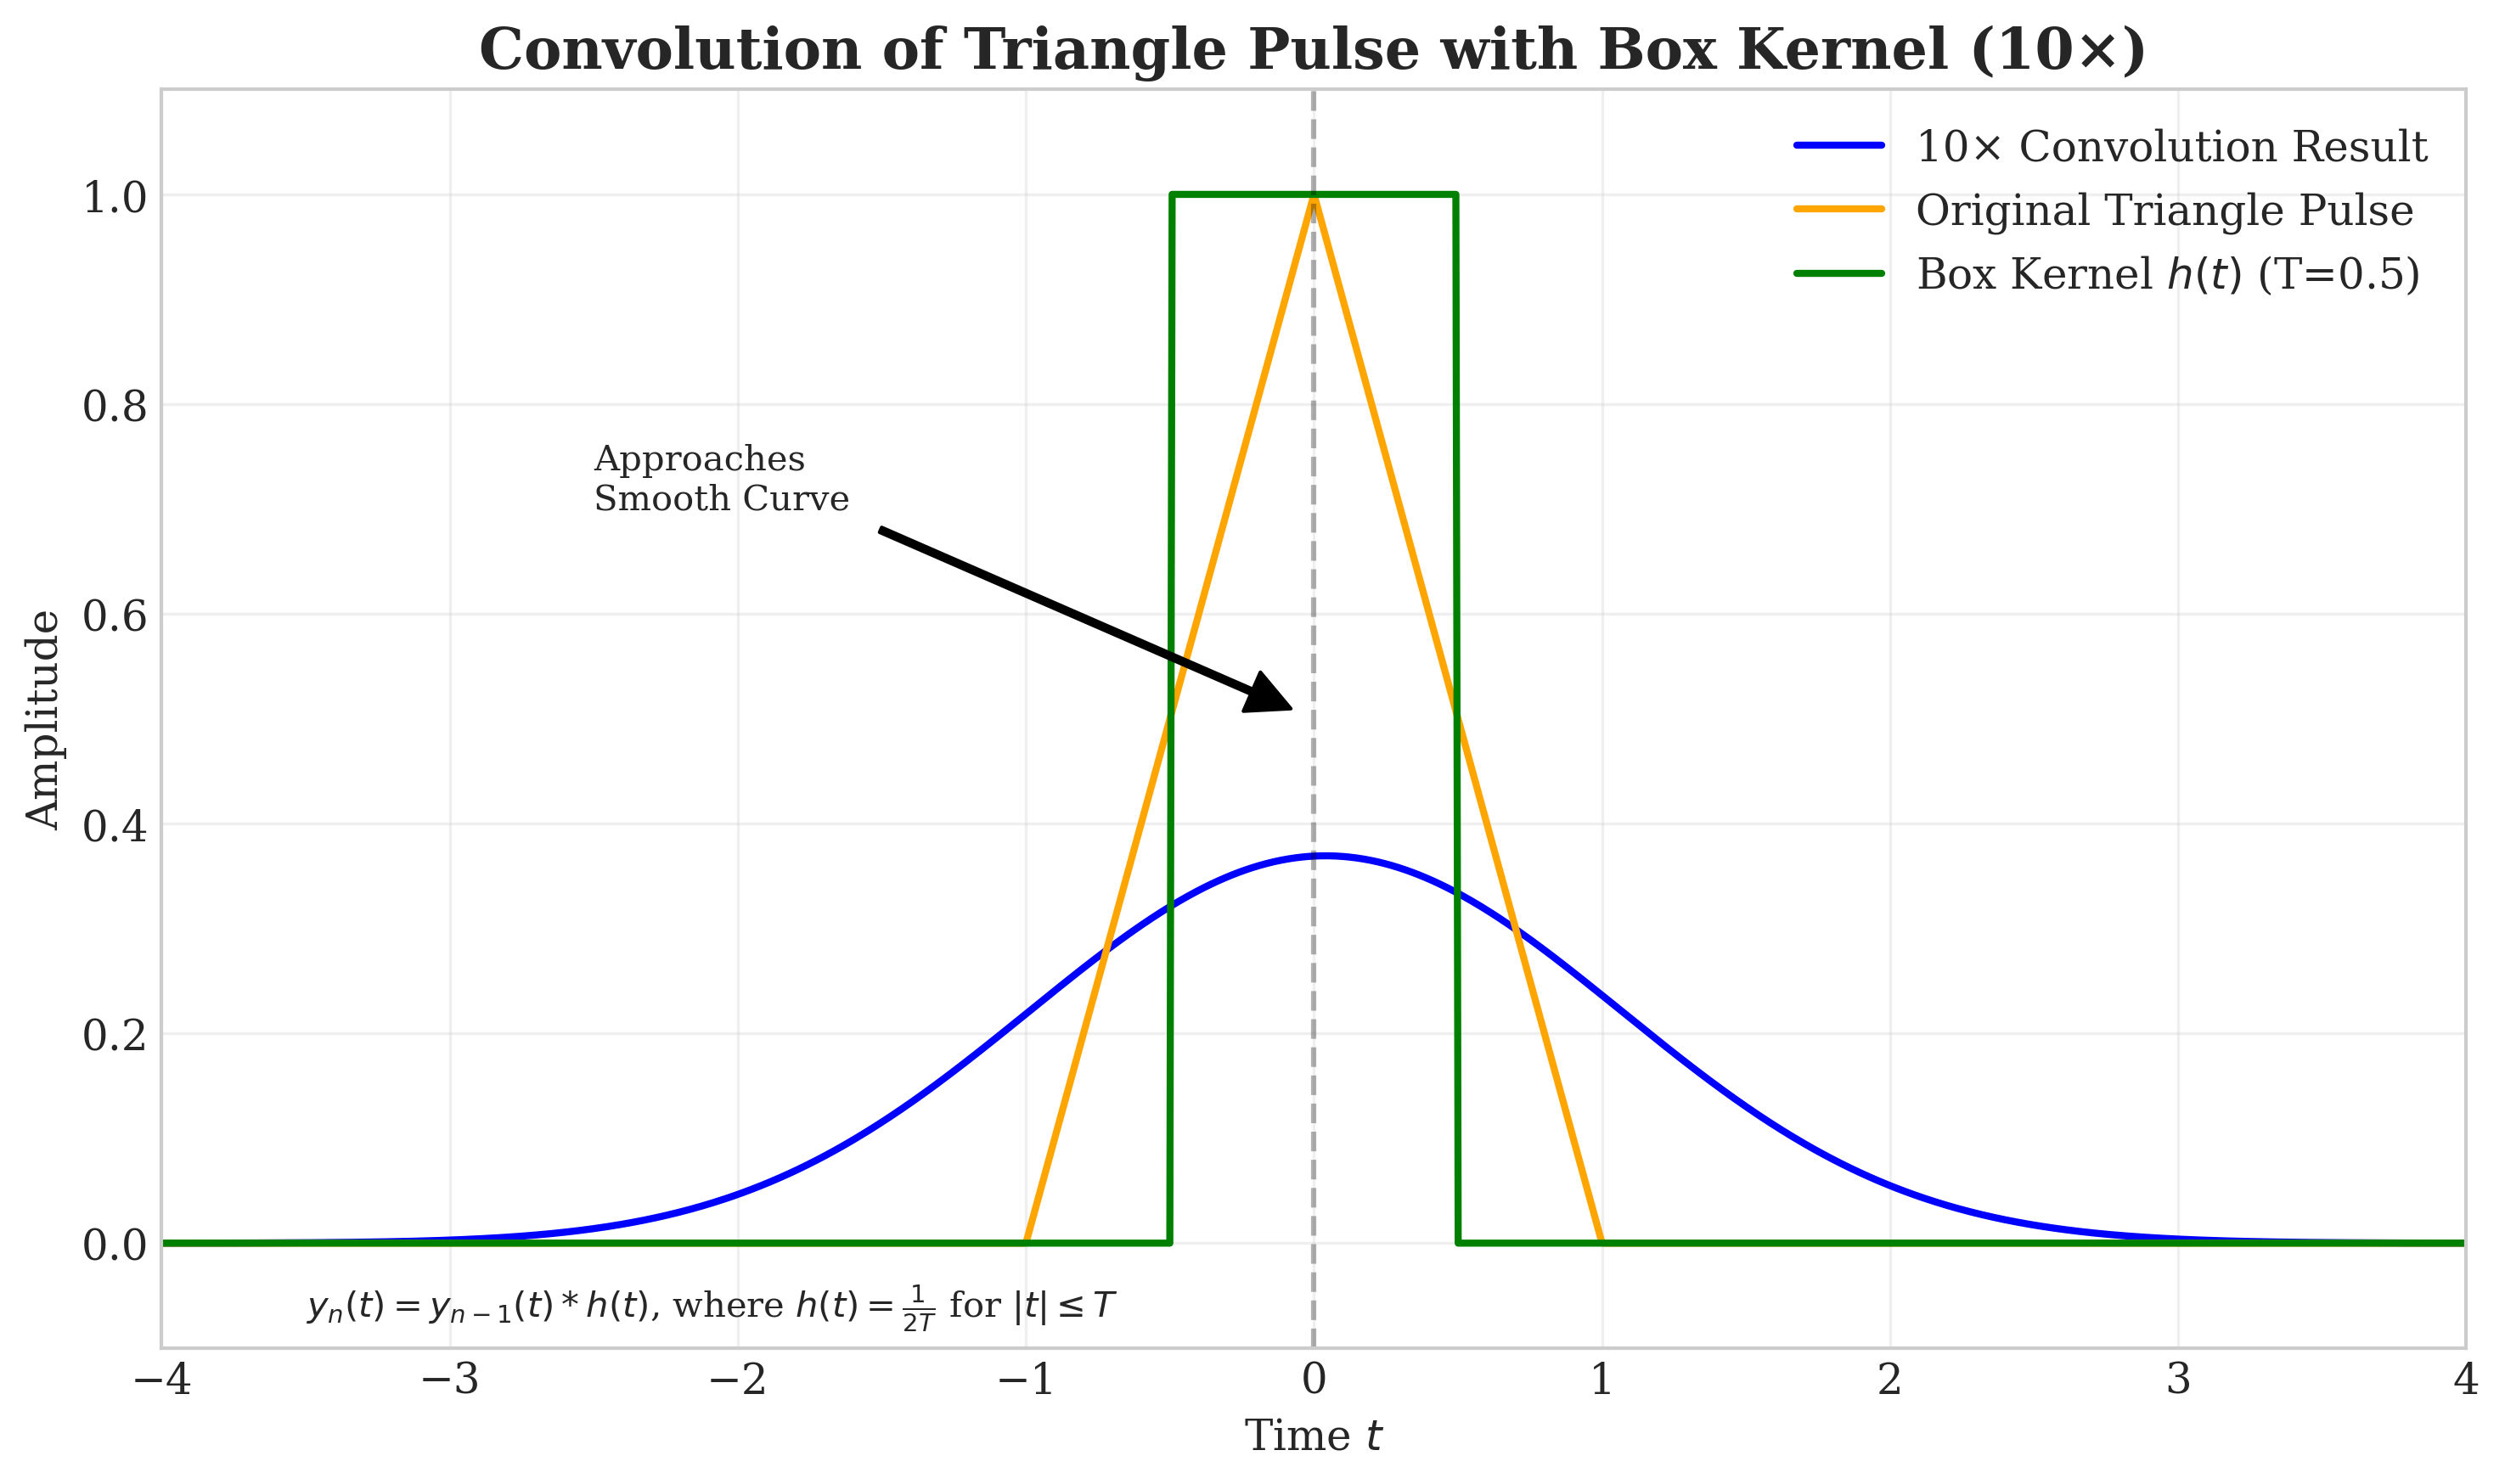 Convolution of Triangle Pulse with Box Kernel (10×)
10× Convolution Result
Original Triangle Pulse
Box Kernel h(t) (T=0.5)
Approaches
Smooth Curve
Amplitude
1.0
0.8
0.6
0.4
0.2
0.0
yₙ(t) = yₙ₋₁(t) * h(t), where h(t) = 1/2T for |t| ≤ T
−4 −3 −2 −1 0 1 2 3 4
Time t